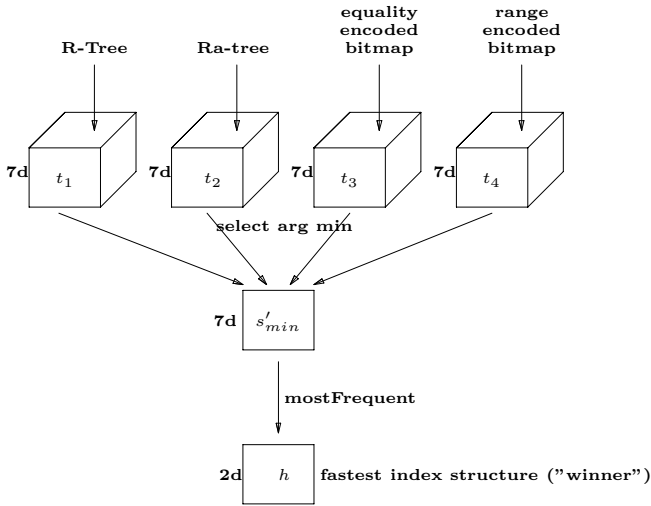 R-Tree
Ra-tree
equality
encoded
bitmap
range
encoded
bitmap
7d
t1
7d
t2
7d
t3
7d
t4
select arg min
7d
s′min
mostFrequent
2d
h
fastest index structure ("winner")